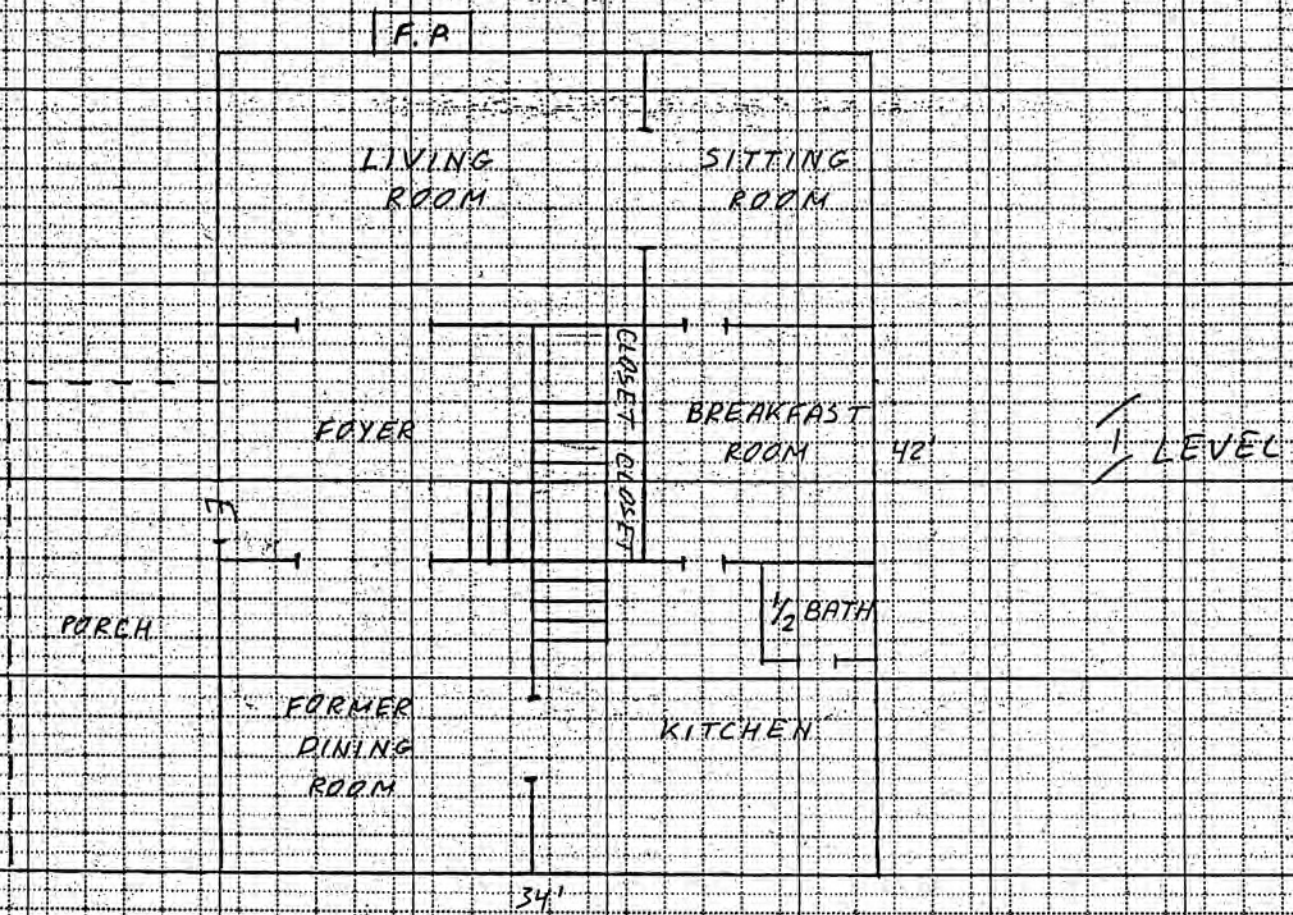 F.P.
LIVING
ROOM
SITTING
ROOM
CLOSET
CLOSET
FOYER
BREAKFAST
ROOM
42'
1 LEVEL
E
PORCH
1/2 BATH
FORMER
DINING
ROOM
KITCHEN
34'